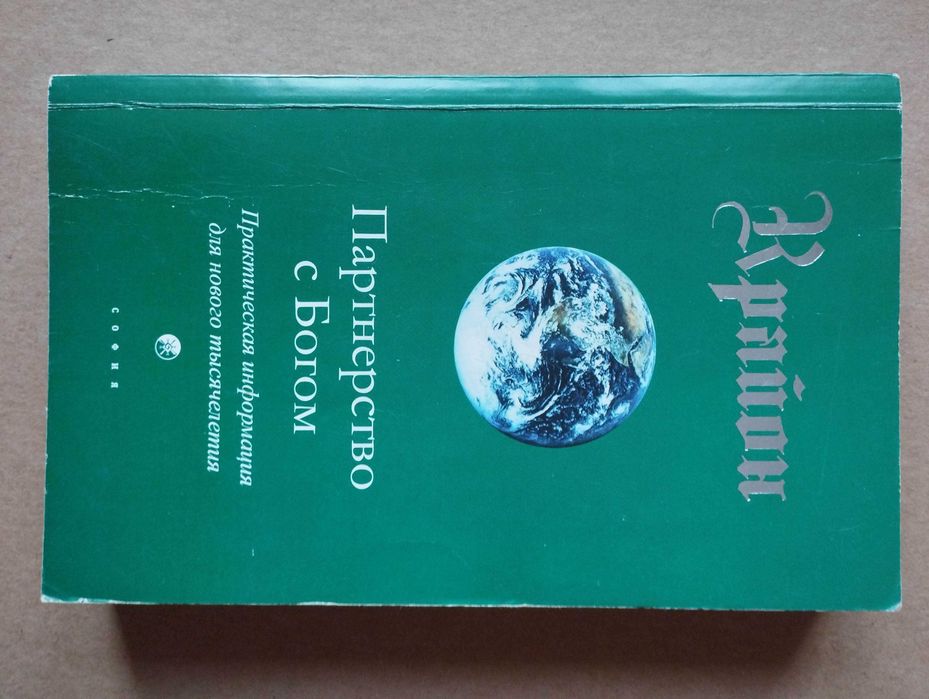 Крайон
Партнерство
с Богом
Практическая информация
для нового тысячелетия
СОФИЯ